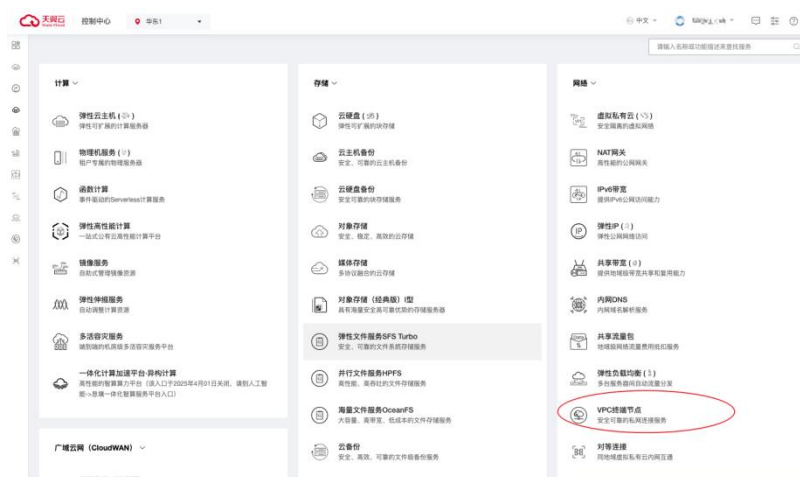 天翼云
控制中心
华东1
中文
请输入名称或功能描述来查找服务
计算
弹性云主机
弹性可扩展的计算服务器
物理机服务
租户专属的物理服务器
函数计算
事件驱动的Serverless计算服务
弹性高性能计算
一站式公有云高性能计算平台
镜像服务
自助式管理镜像资源
弹性伸缩服务
自动调整计算资源
多活容灾服务
端到端的机房级多活容灾服务平台
一体化计算加速平台·异构计算
高性能的智算算力平台（该入口于2025年4月01日关闭，请到人工智
能->息壤一体化智算服务平台入口）
广域云网（CloudWAN）
存储
云硬盘
弹性可扩展的块存储
云主机备份
安全、可靠的云主机备份
云硬盘备份
安全可靠的块存储服务
对象存储
安全、稳定、高效的云存储
媒体存储
多协议融合的云存储
对象存储（经典版）I型
具有海量安全高可靠优势的存储服务器
弹性文件服务SFS Turbo
安全、可靠的文件系统存储服务
并行文件服务HPFS
高性能、高吞吐的文件存储服务
海量文件服务OceanFS
大容量、高带宽、低成本的文件存储服务
云备份
安全、高效、可靠的文件级备份服务
网络
虚拟私有云
安全隔离的虚拟网络
NAT网关
高性能的公网网关
IPv6带宽
提供IPv6公网访问能力
弹性IP
弹性公网网络访问
共享带宽
提供地域级带宽共享和复用能力
内网DNS
内网域名解析服务
共享流量包
地域级网络流量费用抵扣服务
弹性负载均衡
多台服务器间自动流量分发
VPC终端节点
安全可靠的私网连接服务
对等连接
同地域虚拟私有云内网互通